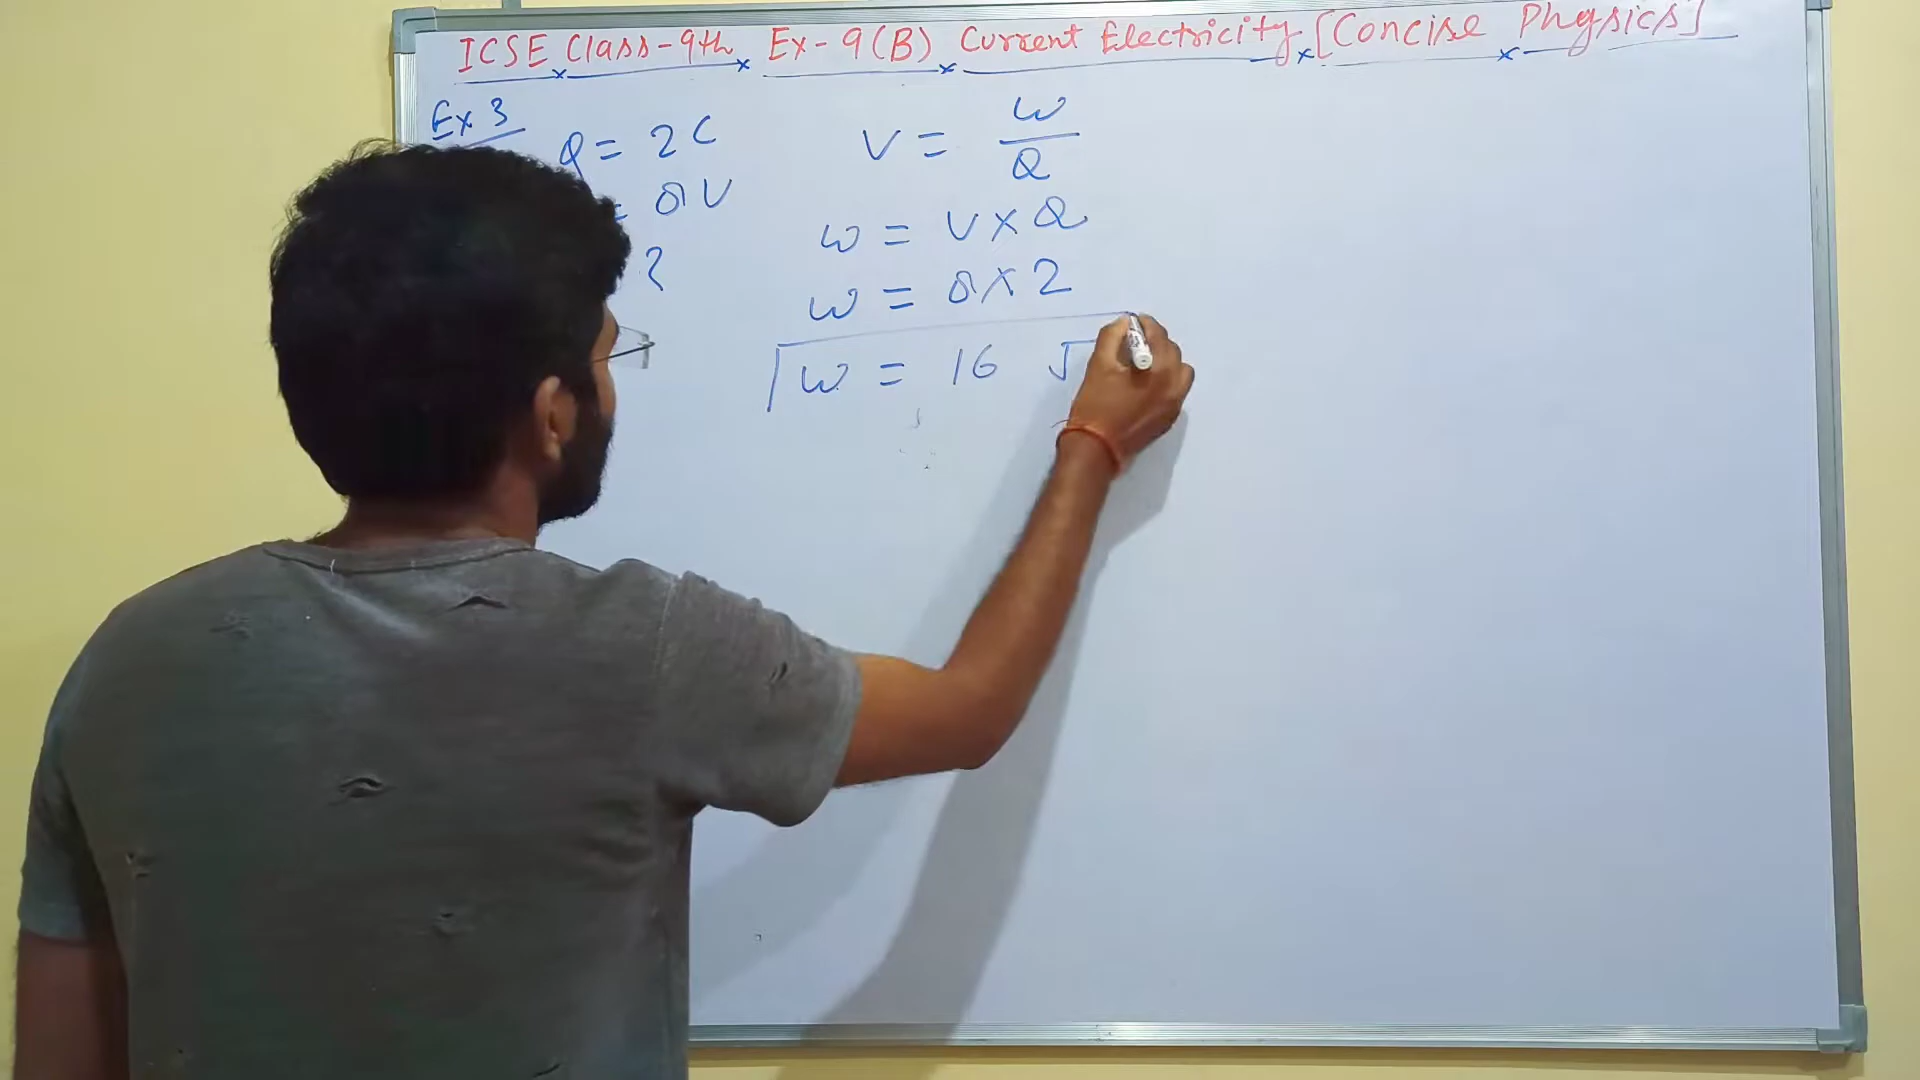 ICSE Class-9th Ex-9(B) Current Electricity [Concise Physics]
Ex 3
Q = 2C
= 8V
?
V = W/Q
W = V×Q
W = 8×2
W = 16 J